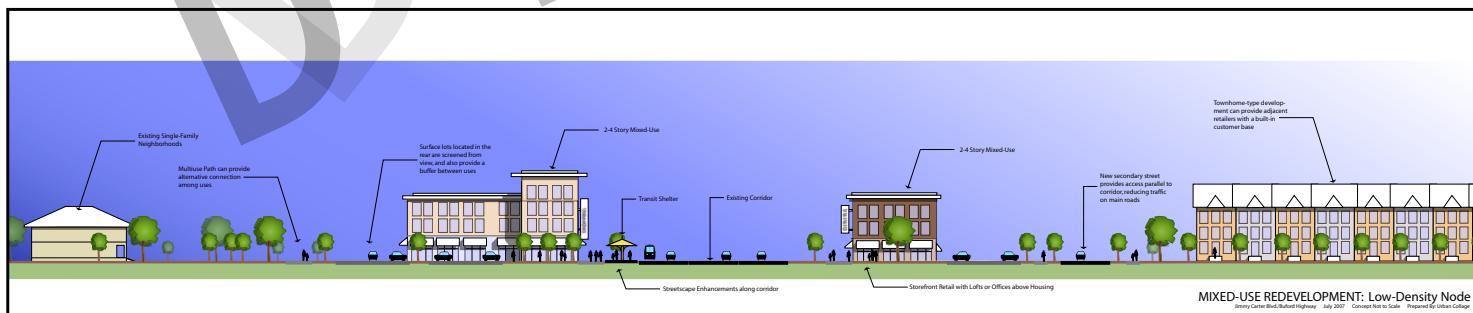 Existing Single-Family
Neighborhoods
Multiuse Path can provide
alternative connection
among uses
Surface lots located in the
rear are screened from
view, and also provide a
buffer between uses
2-4 Story Mixed-Use
Transit Shelter
Existing Corridor
Streetscape Enhancements along corridor
2-4 Story Mixed-Use
Storefront Retail with Lofts or Offices above Housing
New secondary street
provides access parallel to
corridor, reducing traffic
on main roads
Townhome-type develop-
ment can provide adjacent
retailers with a built-in
customer base
MIXED-USE REDEVELOPMENT: Low-Density Node
Jimmy Carter Blvd./Buford Highway July 2007 Concept Not to Scale Prepared By: Urban Collage